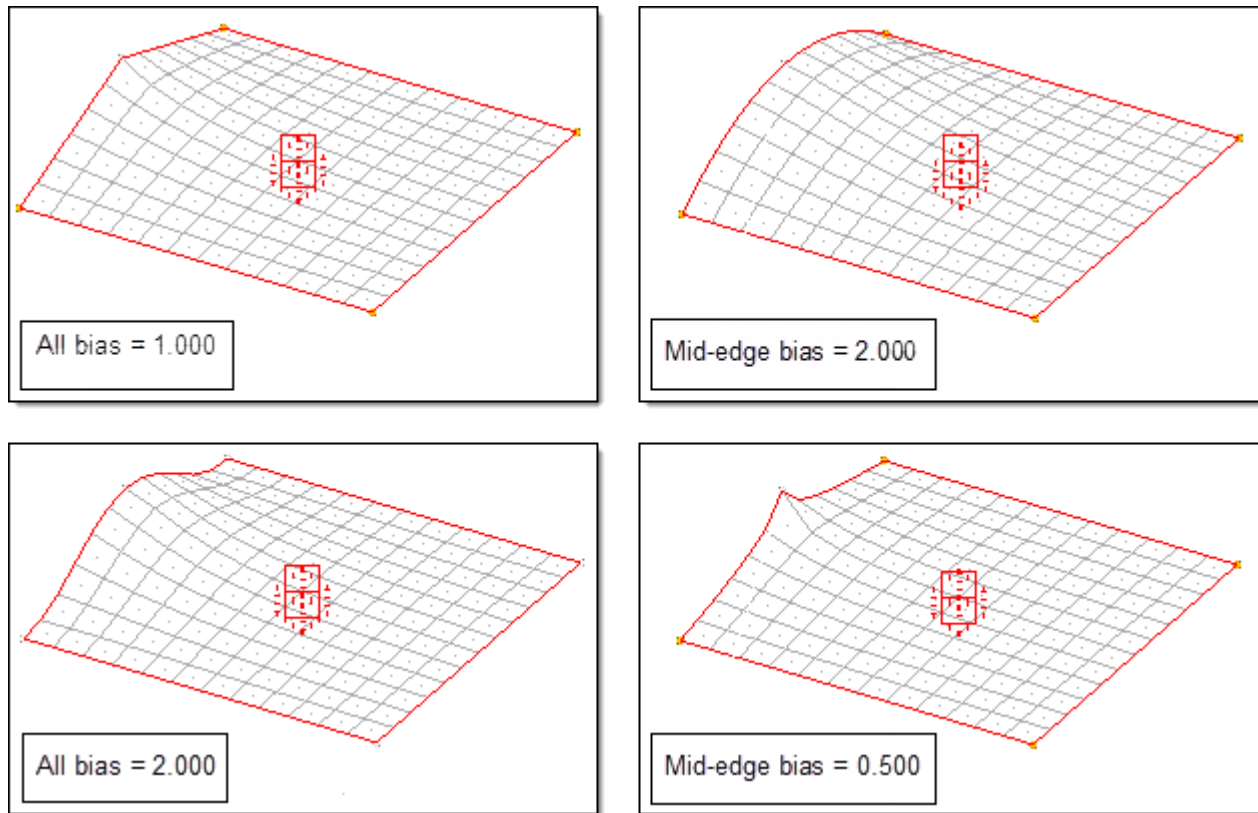 All bias = 1.000
Mid-edge bias = 2.000
All bias = 2.000
Mid-edge bias = 0.500